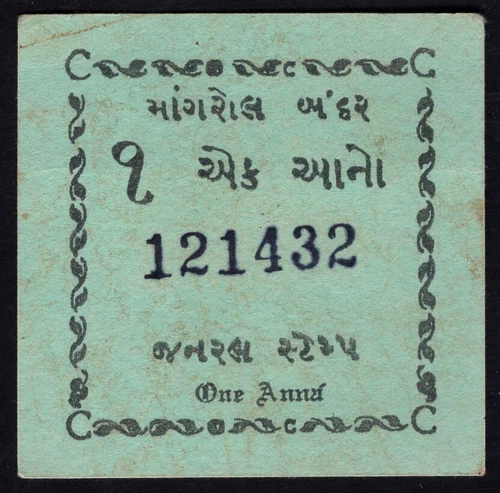 માંગરોલ બંદર
૧ એક આનો
121432
જનરલ સ્ટેમ્પ
One Anna